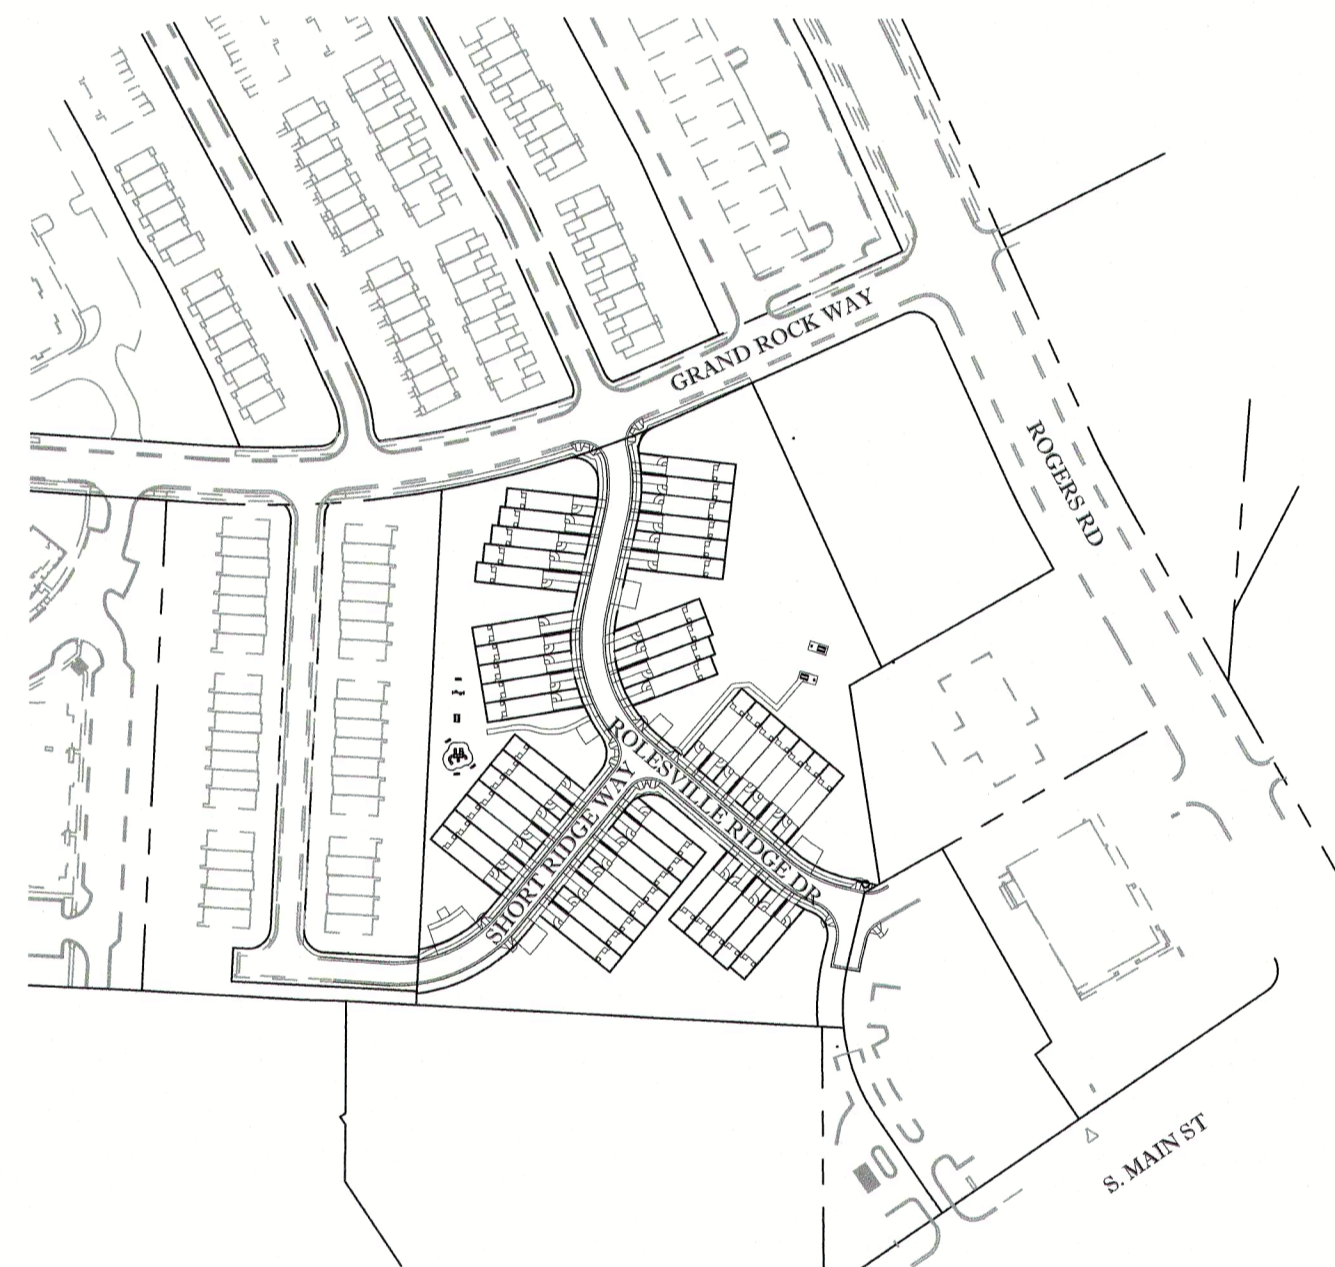 GRAND ROCK WAY
ROGERS RD
ROLESVILLE RIDGE DR
SHORT RIDGE WAY
S. MAIN ST